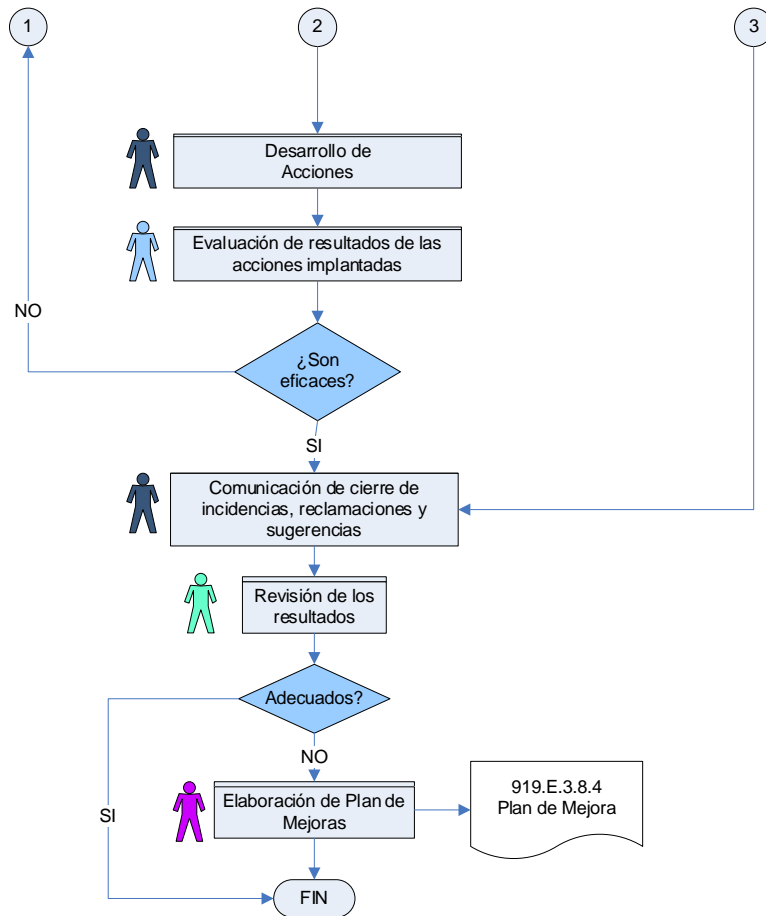 1
2
3
Desarrollo de
Acciones
Evaluación de resultados de las
acciones implantadas
NO
¿Son
eficaces?
SI
Comunicación de cierre de
incidencias, reclamaciones y
sugerencias
Revisión de los
resultados
Adecuados?
NO
SI
Elaboración de Plan de
Mejoras
919.E.3.8.4
Plan de Mejora
FIN